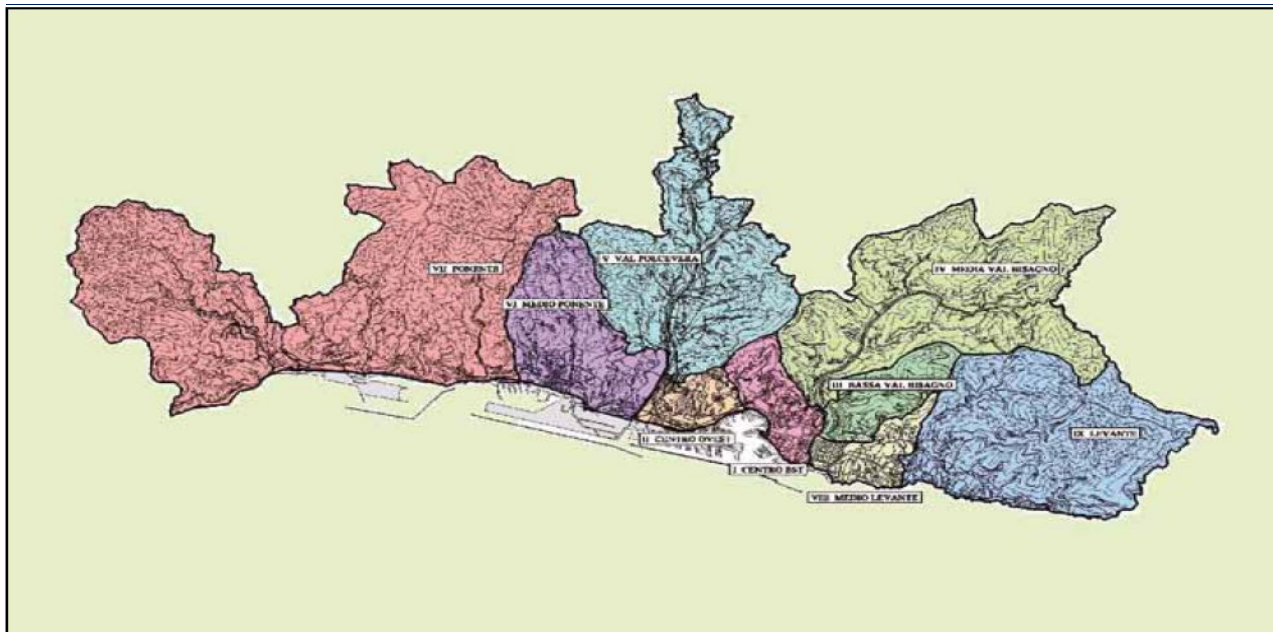 V VAL POLCEVERA
VII PONENTE
IV MEDIA VAL BISAGNO
VI MEDIO PONENTE
III BASSA VAL BISAGNO
IX LEVANTE
II CENTRO OVEST
I CENTRO EST
VIII MEDIO LEVANTE